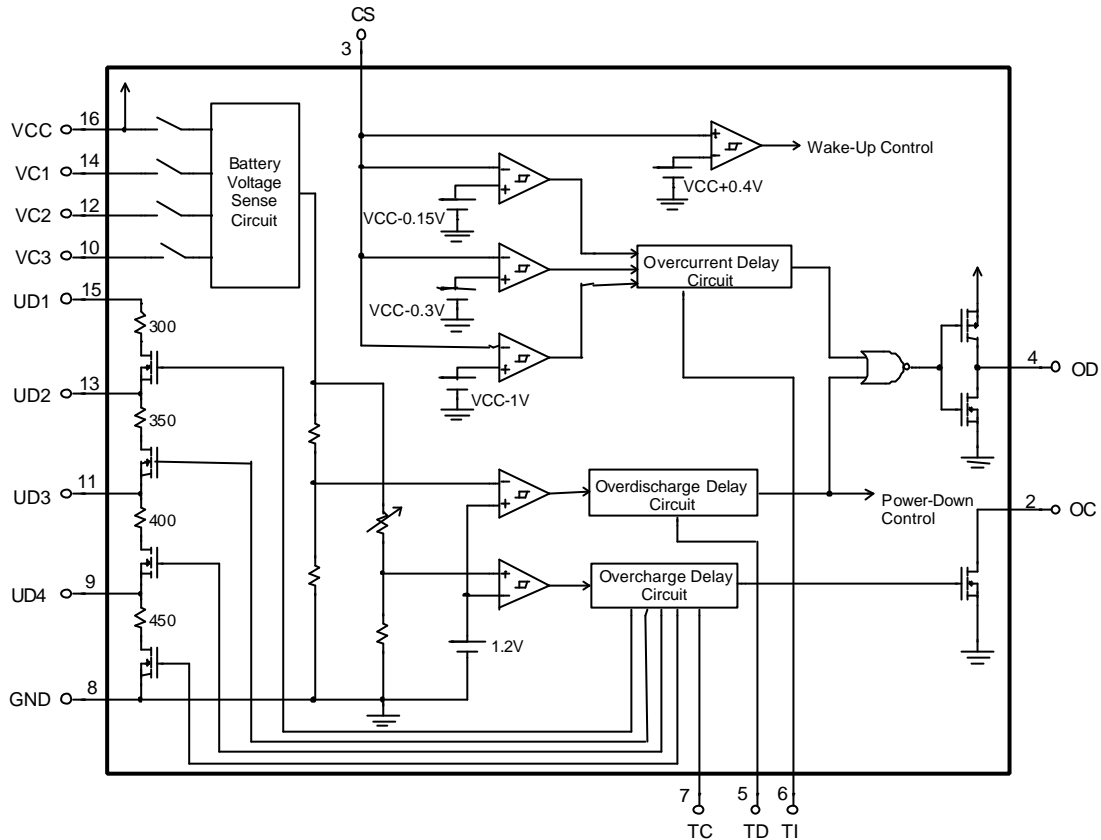 CS
3
VCC
16
VC1
14
VC2
12
VC3
10
UD1
15
UD2
13
UD3
11
UD4
9
GND
8
300
350
400
450
Battery
Voltage
Sense
Circuit
VCC-0.15V
VCC-0.3V
VCC-1V
VCC+0.4V
Wake-Up Control
Overcurrent Delay
Circuit
Overdischarge Delay
Circuit
Power-Down
Control
Overcharge Delay
Circuit
1.2V
4
OD
2
OC
7
5
6
TC
TD
TI